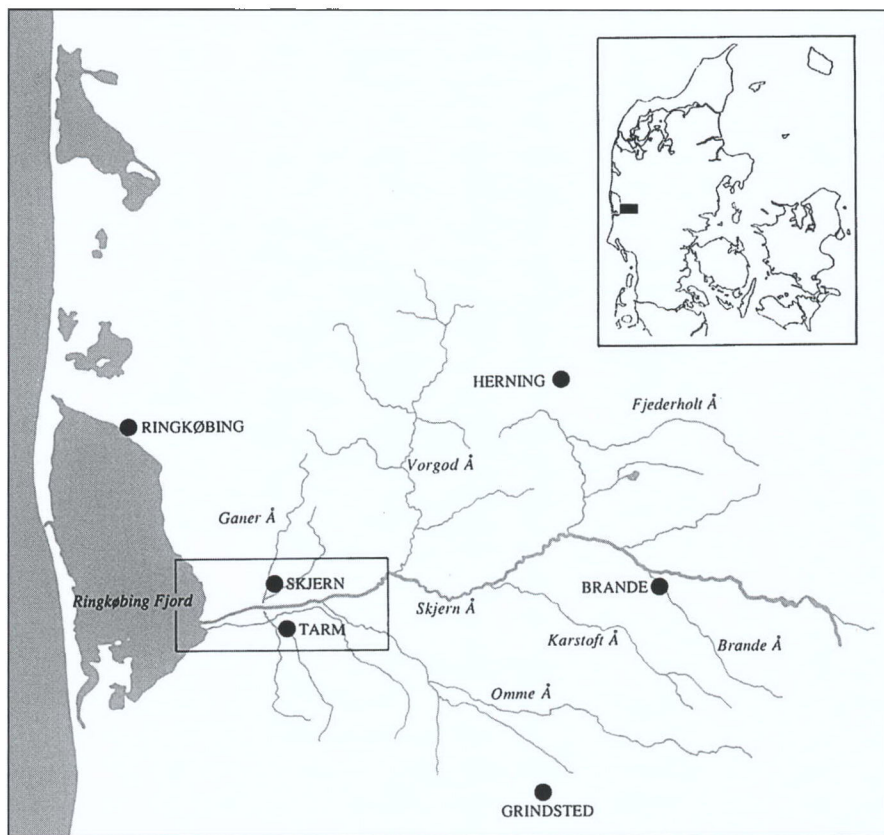 HERNING
Fjederholt Å
RINGKØBING
Vorgod Å
Ganer Å
SKJERN
BRANDE
Ringkøbing Fjord
Skjern Å
TARM
Karstoft Å
Brande Å
Omme Å
GRINDSTED